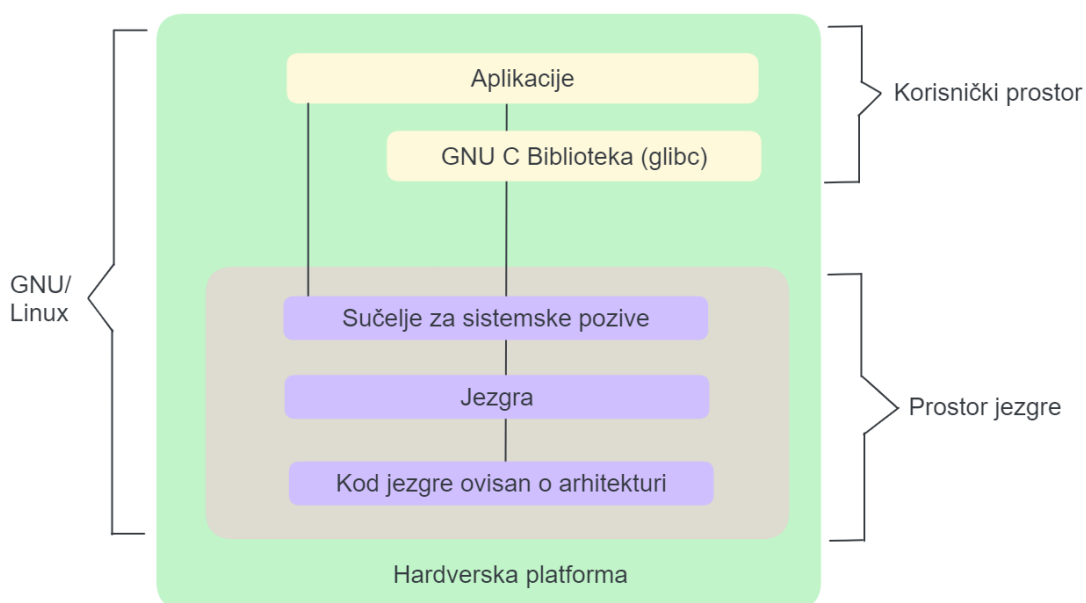 Aplikacije
Korisnički prostor
GNU C Biblioteka (glibc)
GNU/
Linux
Sučelje za sistemske pozive
Jezgra
Prostor jezgre
Kod jezgre ovisan o arhitekturi
Hardverska platforma